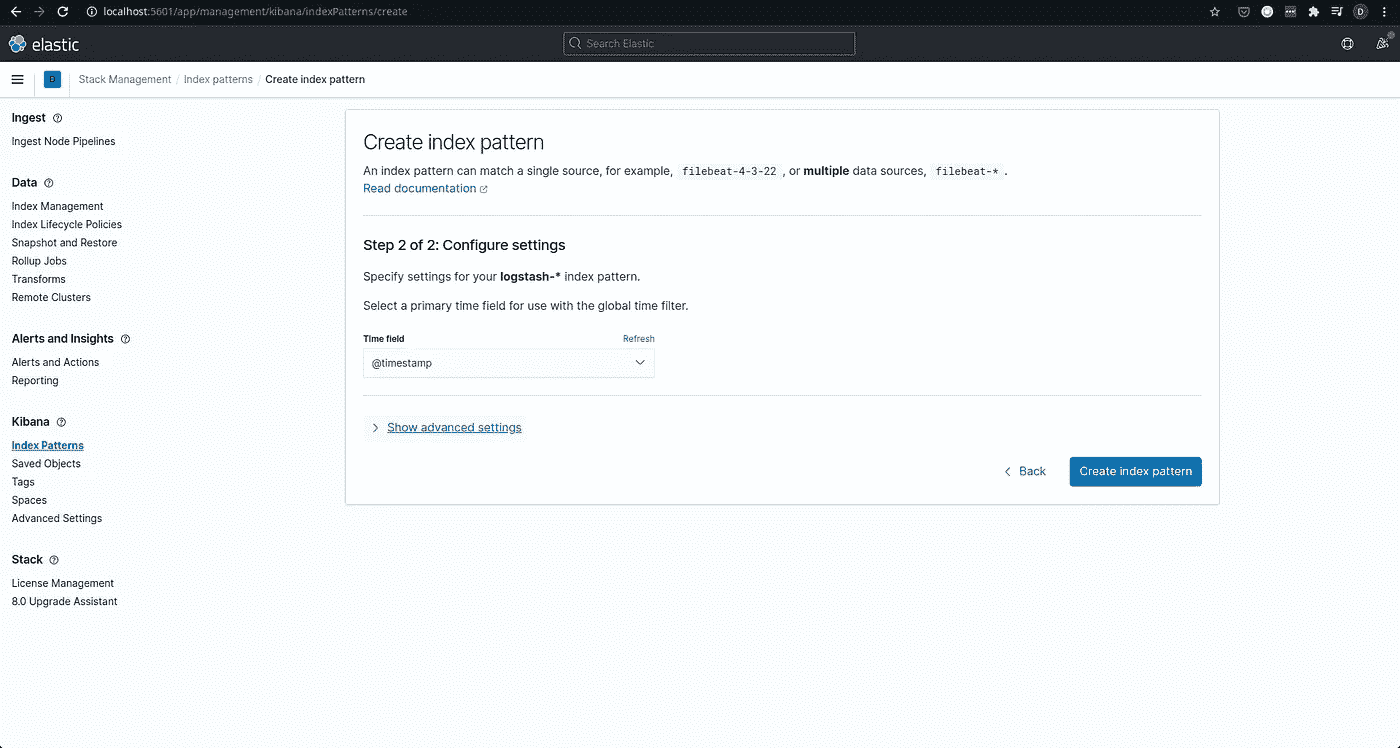 localhost:5601/app/management/kibana/indexPatterns/create
D
elastic
Search Elastic
B
Stack Management / Index patterns / Create index pattern
Ingest
Ingest Node Pipelines
Data
Index Management
Index Lifecycle Policies
Snapshot and Restore
Rollup Jobs
Transforms
Remote Clusters
Alerts and Insights
Alerts and Actions
Reporting
Kibana
Index Patterns
Saved Objects
Tags
Spaces
Advanced Settings
Stack
License Management
8.0 Upgrade Assistant
Create index pattern
An index pattern can match a single source, for example, filebeat-4-3-22 , or multiple data sources, filebeat-* .
Read documentation
Step 2 of 2: Configure settings
Specify settings for your logstash-* index pattern.
Select a primary time field for use with the global time filter.
Time field Refresh
@timestamp
Show advanced settings
Back Create index pattern